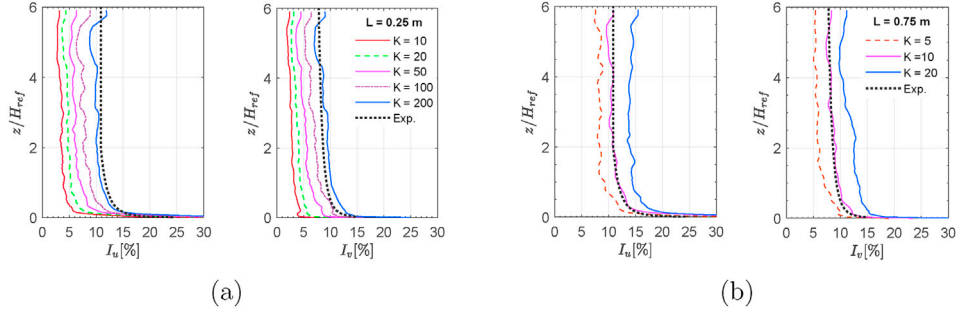 6
4
2
0
z/H_ref
0 5 10 15 20 25 30
I_u[%]
6
4
2
0
z/H_ref
0 5 10 15 20 25 30
I_v[%]
L = 0.25 m
K = 10
K = 20
K = 50
K = 100
K = 200
Exp.
(a)
6
4
2
0
z/H_ref
0 5 10 15 20 25 30
I_u[%]
6
4
2
0
z/H_ref
0 5 10 15 20 25 30
I_v[%]
L = 0.75 m
K = 5
K =10
K = 20
Exp.
(b)